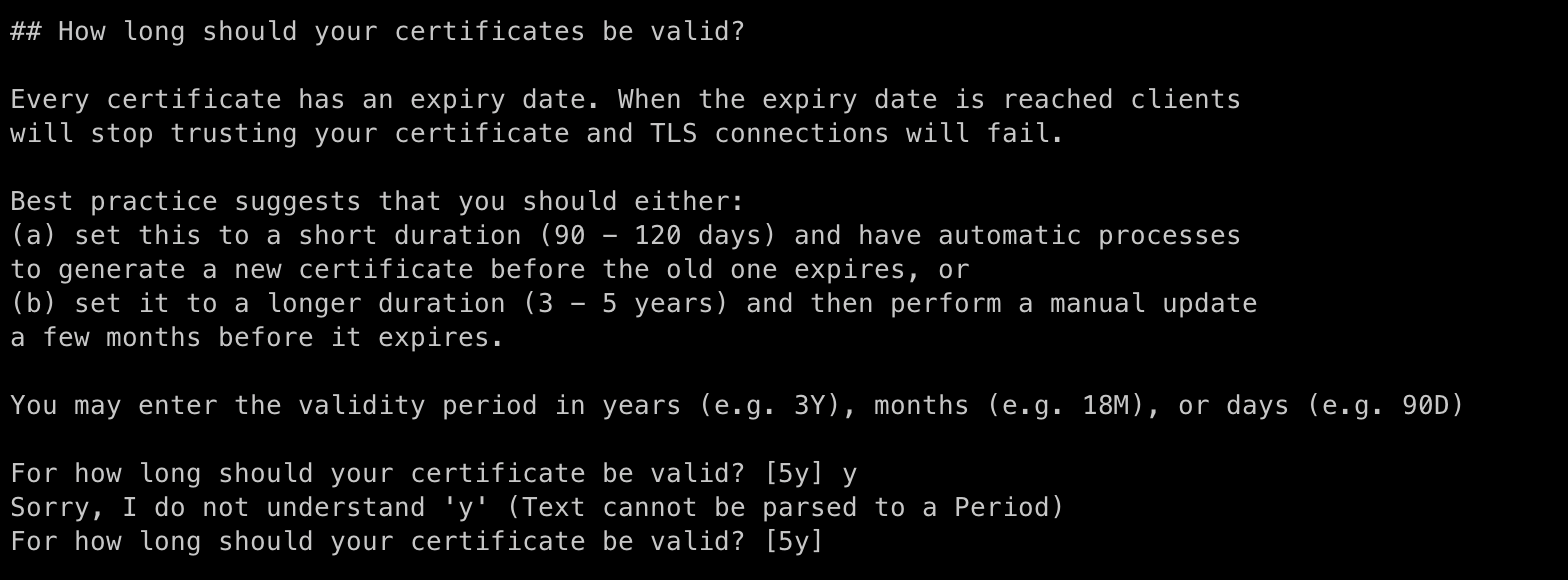 ## How long should your certificates be valid?
Every certificate has an expiry date. When the expiry date is reached clients
will stop trusting your certificate and TLS connections will fail.
Best practice suggests that you should either:
(a) set this to a short duration (90 - 120 days) and have automatic processes
to generate a new certificate before the old one expires, or
(b) set it to a longer duration (3 - 5 years) and then perform a manual update
a few months before it expires.
You may enter the validity period in years (e.g. 3Y), months (e.g. 18M), or days (e.g. 90D)
For how long should your certificate be valid? [5y] y
Sorry, I do not understand 'y' (Text cannot be parsed to a Period)
For how long should your certificate be valid? [5y]